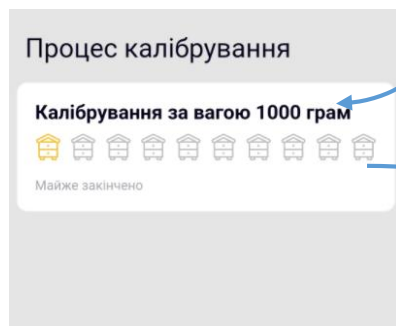 Процес калібрування
Калібрування за вагою 1000 грам
Майже закінчено